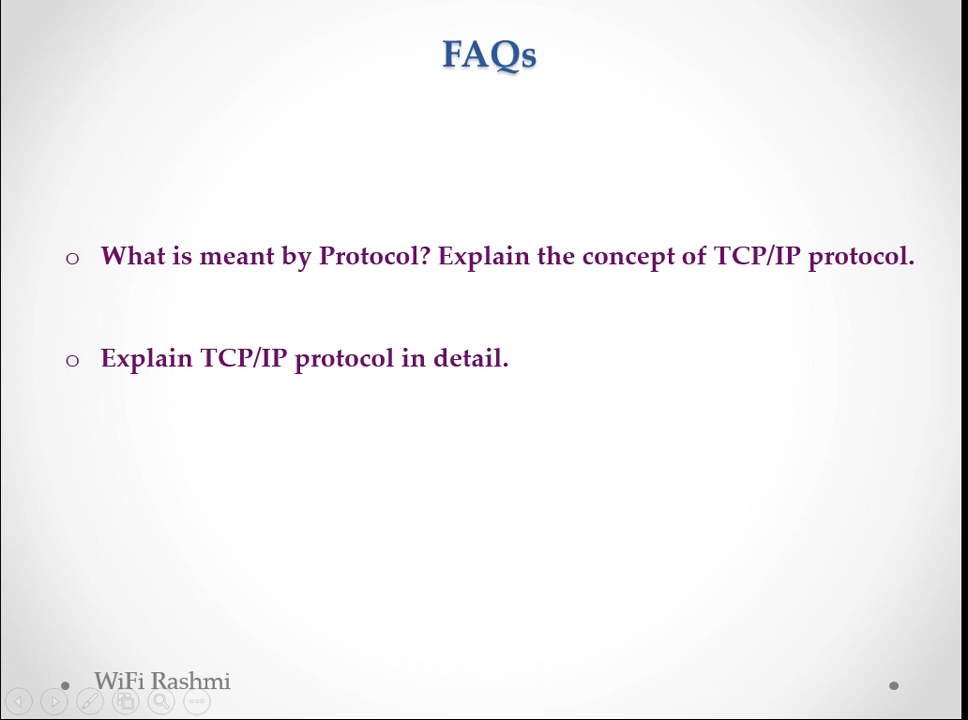 FAQs
o What is meant by Protocol? Explain the concept of TCP/IP protocol.
o Explain TCP/IP protocol in detail.
WiFi Rashmi